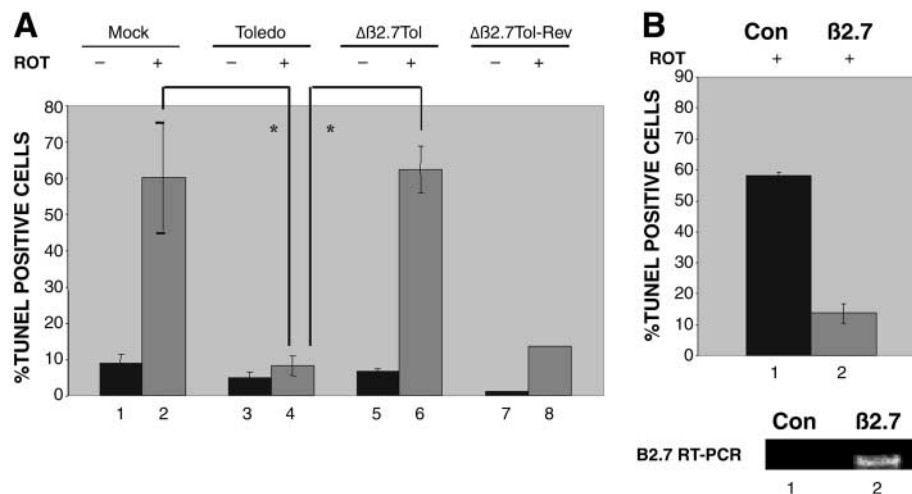 A
Mock Toledo Δß2.7Tol Δß2.7Tol-Rev
ROT − + − + − + − +
* *
%TUNEL POSITIVE CELLS
80
70
60
50
40
30
20
10
0
1 2 3 4 5 6 7 8
B
Con ß2.7
ROT + +
%TUNEL POSITIVE CELLS
90
80
70
60
50
40
30
20
10
0
1 2
Con ß2.7
B2.7 RT-PCR
1 2